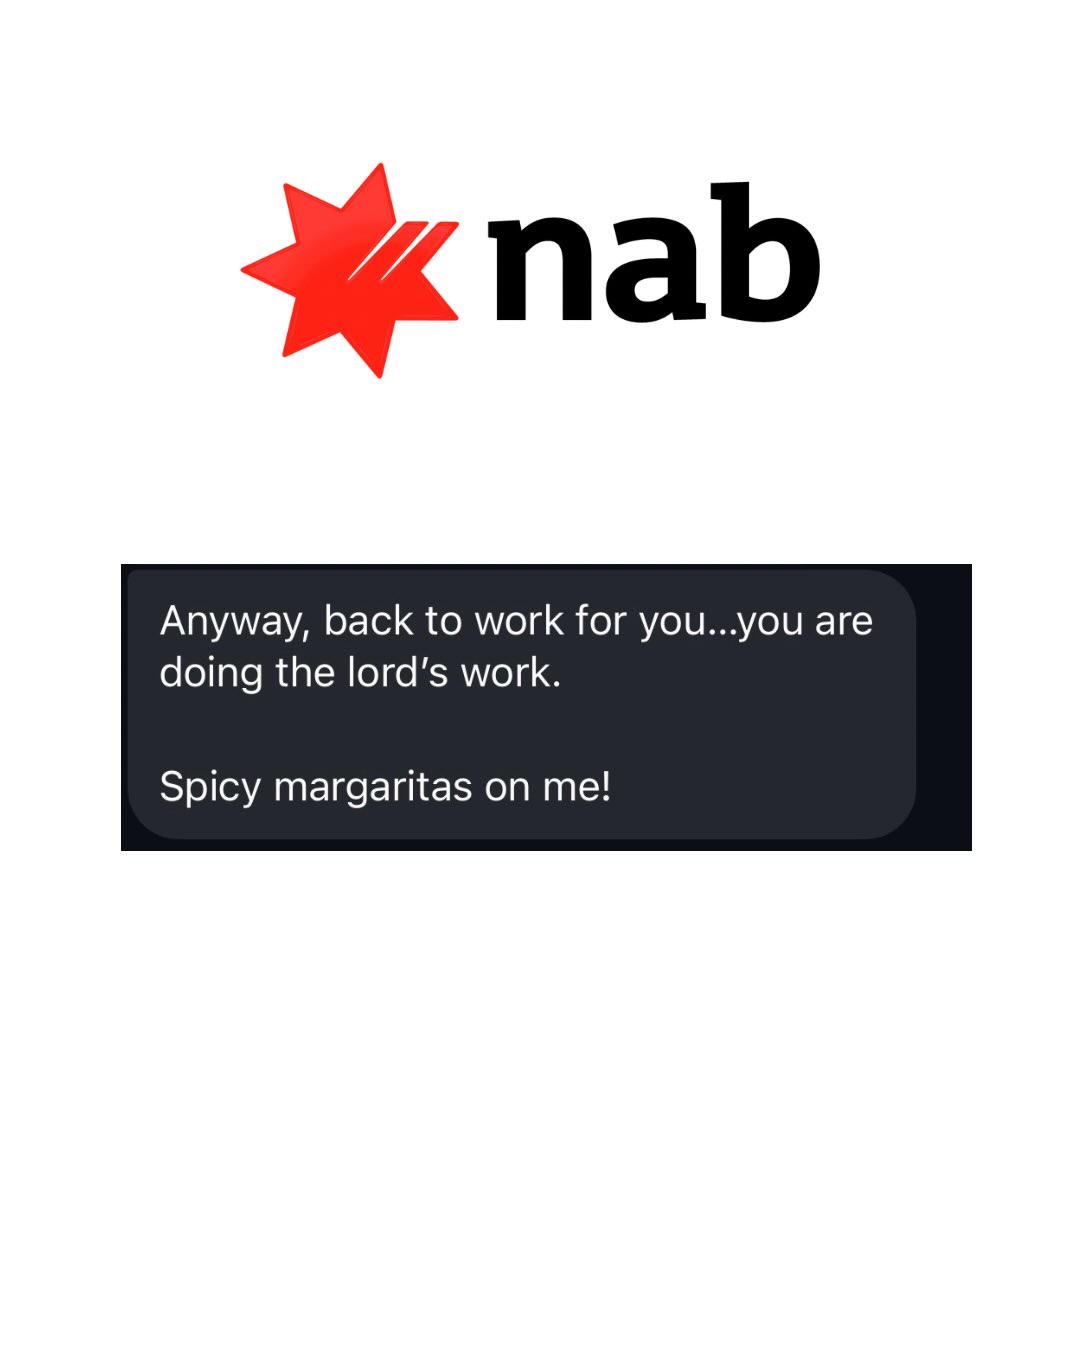 nab
Anyway, back to work for you...you are
doing the lord’s work.
Spicy margaritas on me!